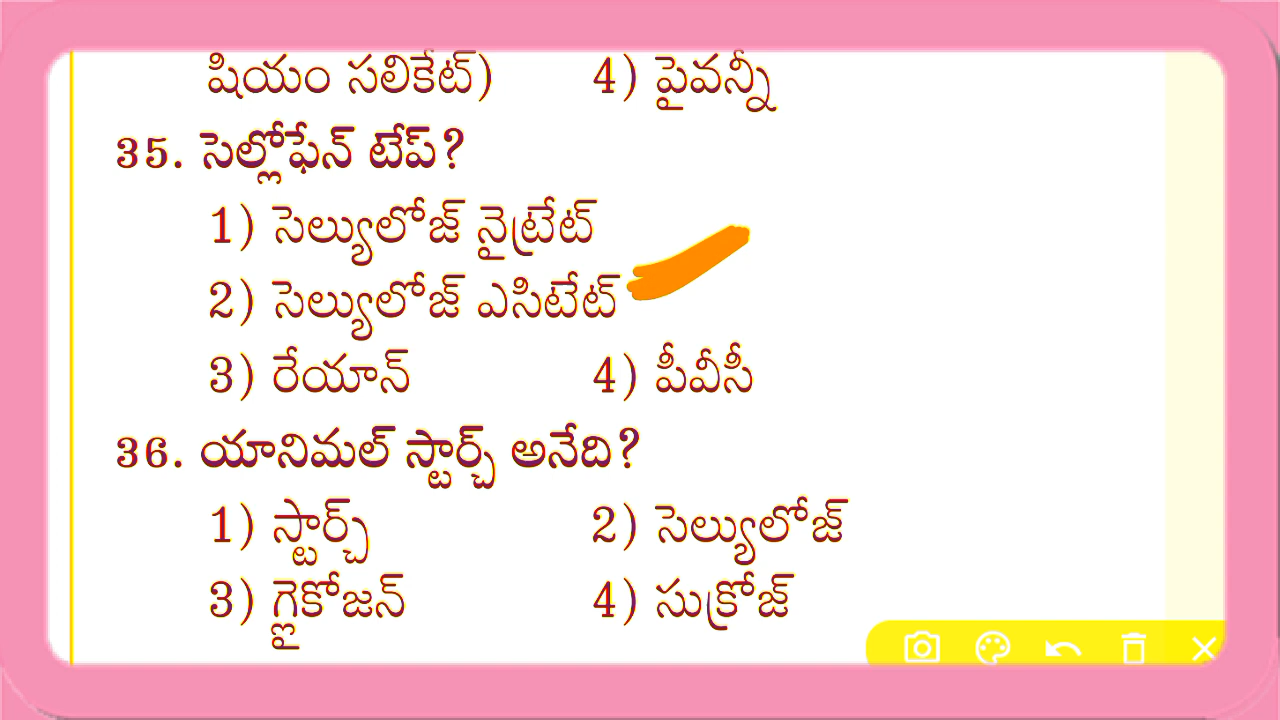 షియం సలికేట్) 4) పైవన్నీ
35. సెల్లోఫేన్ టేప్?
1) సెల్యులోజ్ నైట్రేట్
2) సెల్యులోజ్ ఎసిటేట్
3) రేయాన్ 4) పీవీసీ
36. యానిమల్ స్టార్చ్ అనేది?
1) స్టార్చ్ 2) సెల్యులోజ్
3) గ్లైకోజన్ 4) సుక్రోజ్